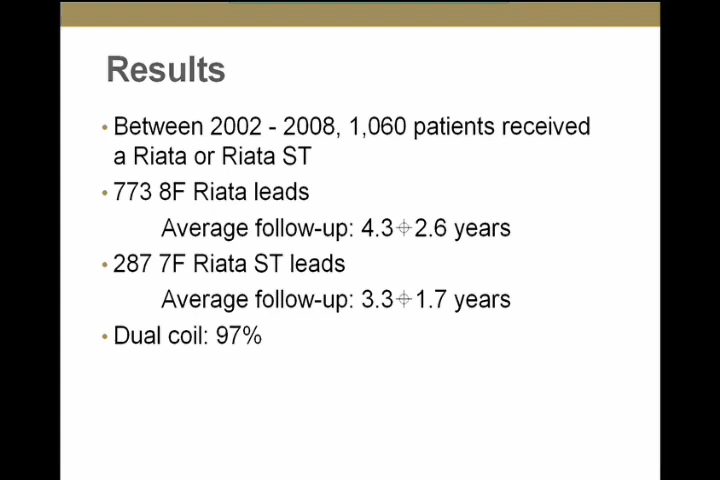 Results
• Between 2002 - 2008, 1,060 patients received
a Riata or Riata ST
• 773 8F Riata leads
Average follow-up: 4.3⌖2.6 years
• 287 7F Riata ST leads
Average follow-up: 3.3⌖1.7 years
• Dual coil: 97%